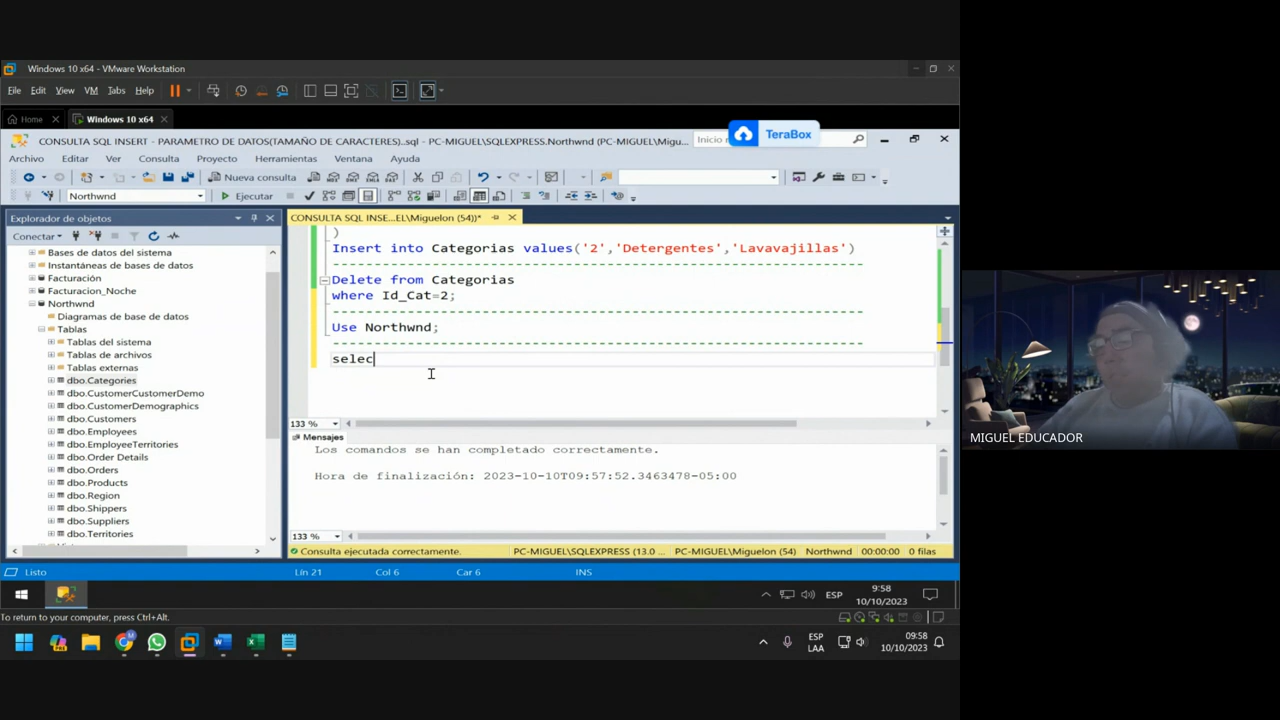 Windows 10 x64 - VMware Workstation
File Edit View VM Tabs Help
Home
Windows 10 x64
CONSULTA SQL INSERT - PARAMETRO DE DATOS(TAMAÑO DE CARACTERES)..sql - PC-MIGUEL\SQLEXPRESS.Northwnd (PC-MIGUEL\Migu...
Inicio
TeraBox
Archivo Editar Ver Consulta Proyecto Herramientas Ventana Ayuda
Nueva consulta
Northwnd
Ejecutar
Explorador de objetos
CONSULTA SQL INSE...EL\Miguelon (54))*
Conectar
Bases de datos del sistema
Instantáneas de bases de datos
Facturación
Facturacion_Noche
Northwnd
Diagramas de base de datos
Tablas
Tablas del sistema
Tablas de archivos
Tablas externas
dbo.Categories
dbo.CustomerCustomerDemo
dbo.CustomerDemographics
dbo.Customers
dbo.Employees
dbo.EmployeeTerritories
dbo.Order Details
dbo.Orders
dbo.Products
dbo.Region
dbo.Shippers
dbo.Suppliers
dbo.Territories
)
Insert into Categorias values('2','Detergentes','Lavavajillas')
Delete from Categorias
where Id_Cat=2;
Use Northwnd;
selec
133 %
Mensajes
Los comandos se han completado correctamente.
Hora de finalización: 2023-10-10T09:57:52.3463478-05:00
133 %
Consulta ejecutada correctamente.
PC-MIGUEL\SQLEXPRESS (13.0 ...
PC-MIGUEL\Miguelon (54)
Northwnd
00:00:00
0 filas
Listo
Lín 21
Col 6
Car 6
INS
ESP
9:58
10/10/2023
To return to your computer, press Ctrl+Alt.
ESP
LAA
09:58
10/10/2023
MIGUEL EDUCADOR